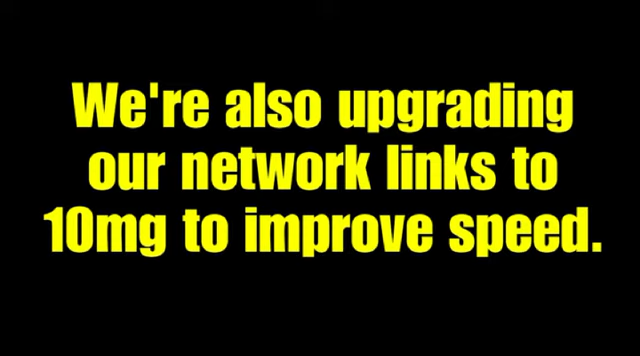 We're also upgrading
our network links to
10mg to improve speed.